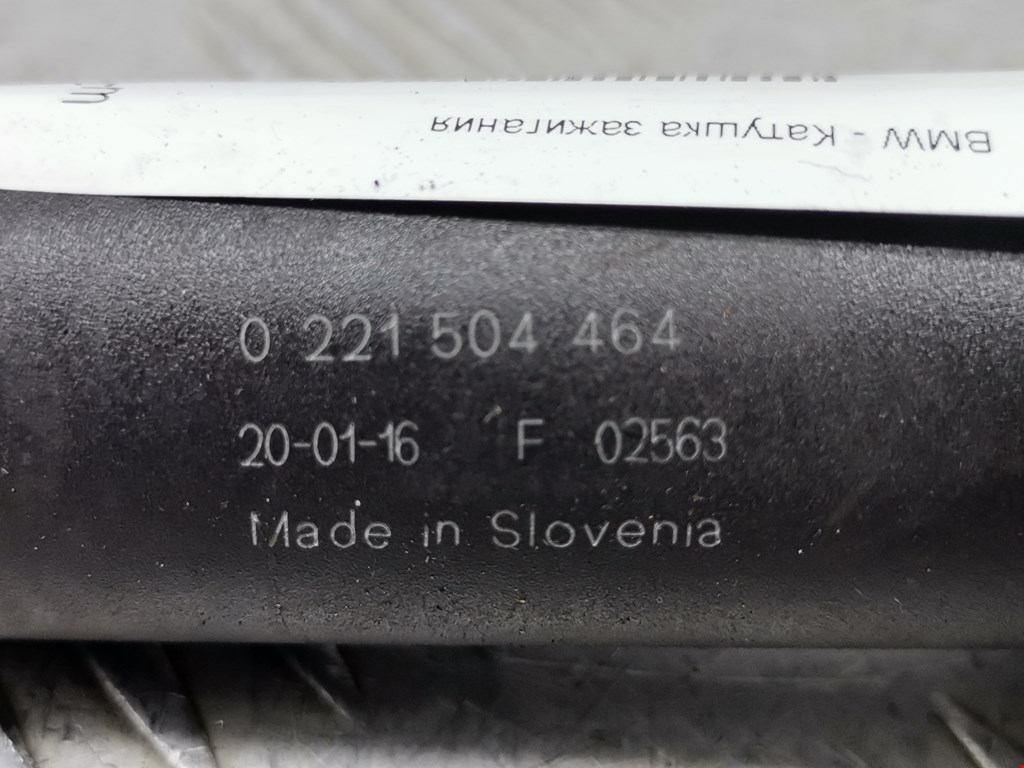 BMW - Катушка зажигания
0 221 504 464
20-01-16 F 02563
Made in Slovenia